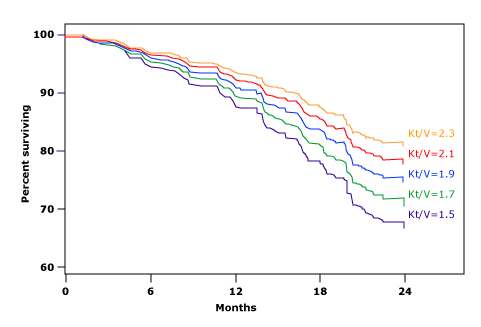 100
90
80
70
60
Percent surviving
Kt/V=2.3
Kt/V=2.1
Kt/V=1.9
Kt/V=1.7
Kt/V=1.5
0 6 12 18 24
Months